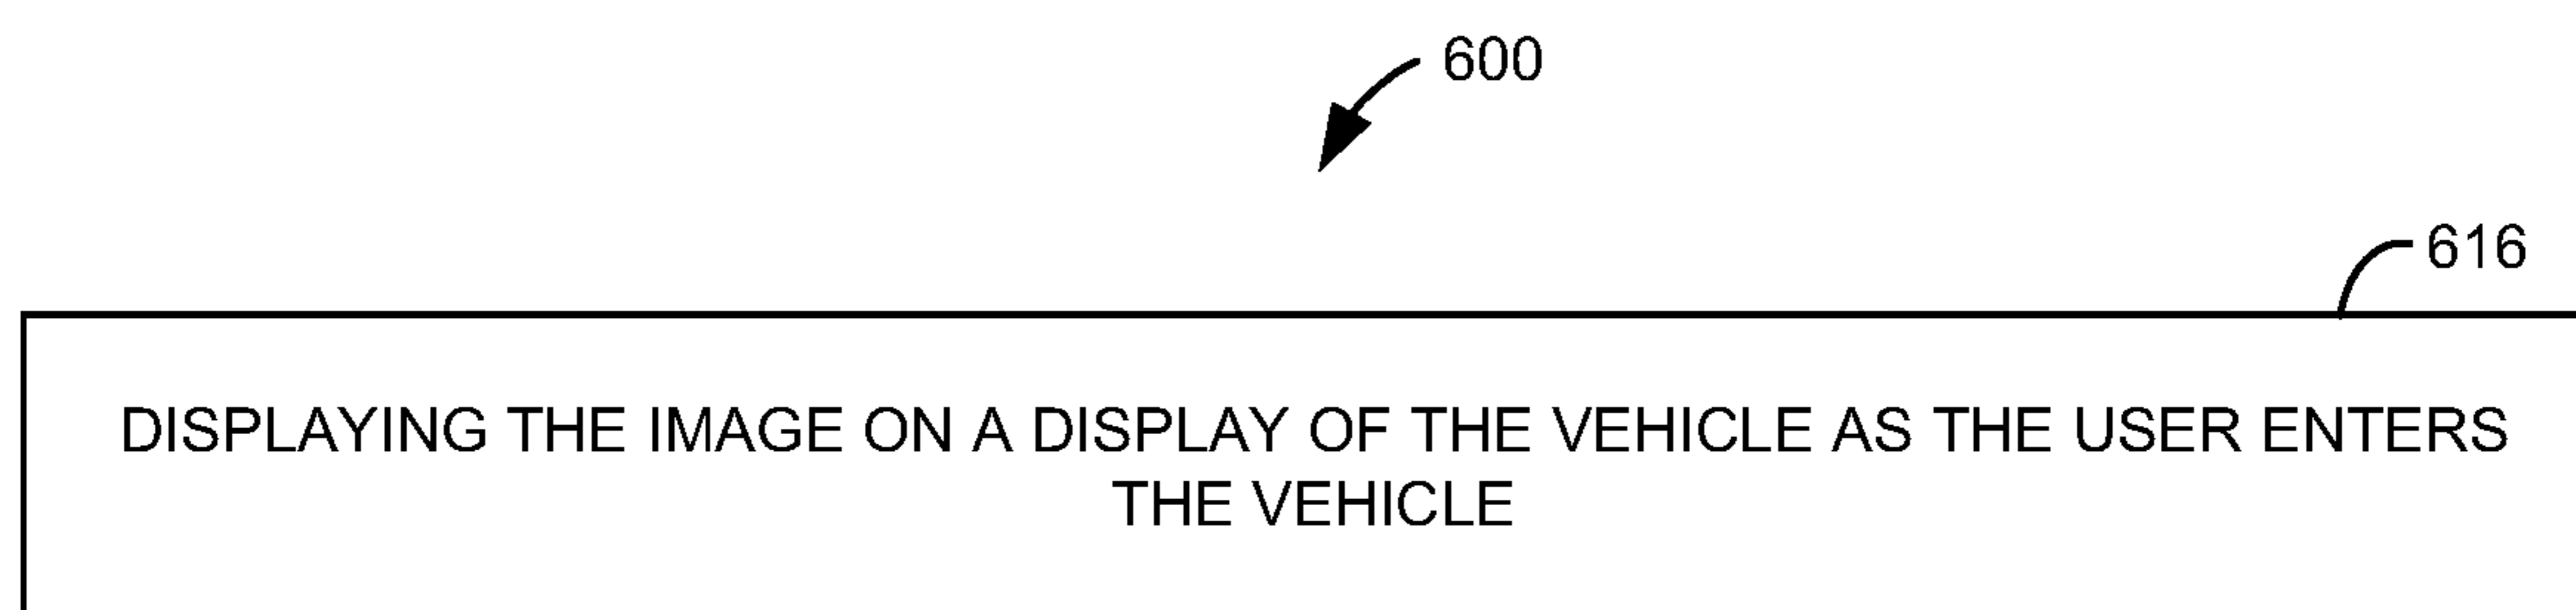 600
616
DISPLAYING THE IMAGE ON A DISPLAY OF THE VEHICLE AS THE USER ENTERS
THE VEHICLE